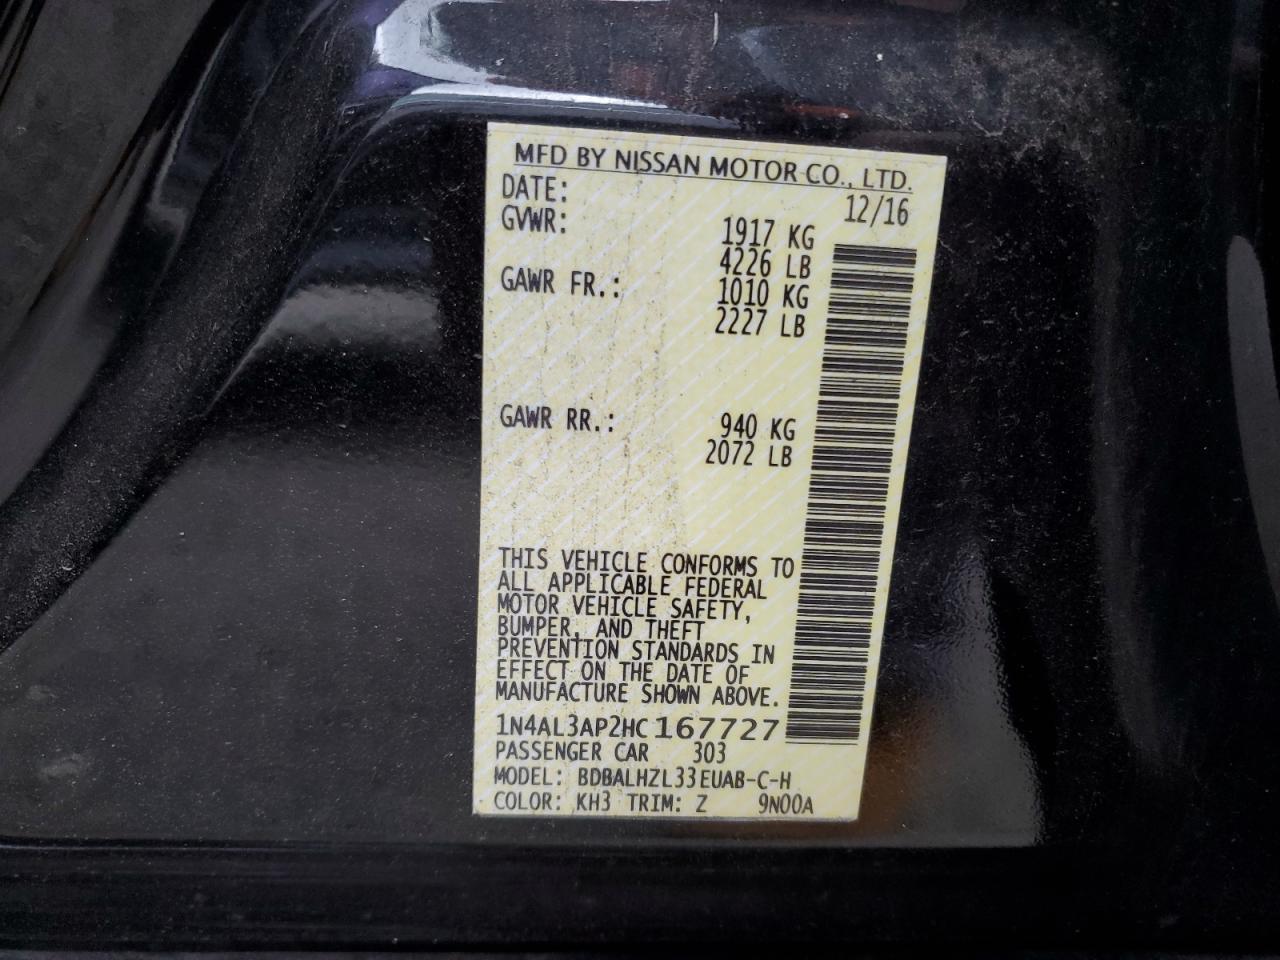 MFD BY NISSAN MOTOR CO., LTD.
DATE: 12/16
GVWR: 1917 KG
4226 LB
GAWR FR.: 1010 KG
2227 LB
GAWR RR.: 940 KG
2072 LB
THIS VEHICLE CONFORMS TO
ALL APPLICABLE FEDERAL
MOTOR VEHICLE SAFETY,
BUMPER, AND THEFT
PREVENTION STANDARDS IN
EFFECT ON THE DATE OF
MANUFACTURE SHOWN ABOVE.
1N4AL3AP2HC167727
PASSENGER CAR 303
MODEL: BDBALHZL33EUAB-C-H
COLOR: KH3 TRIM: Z 9N00A